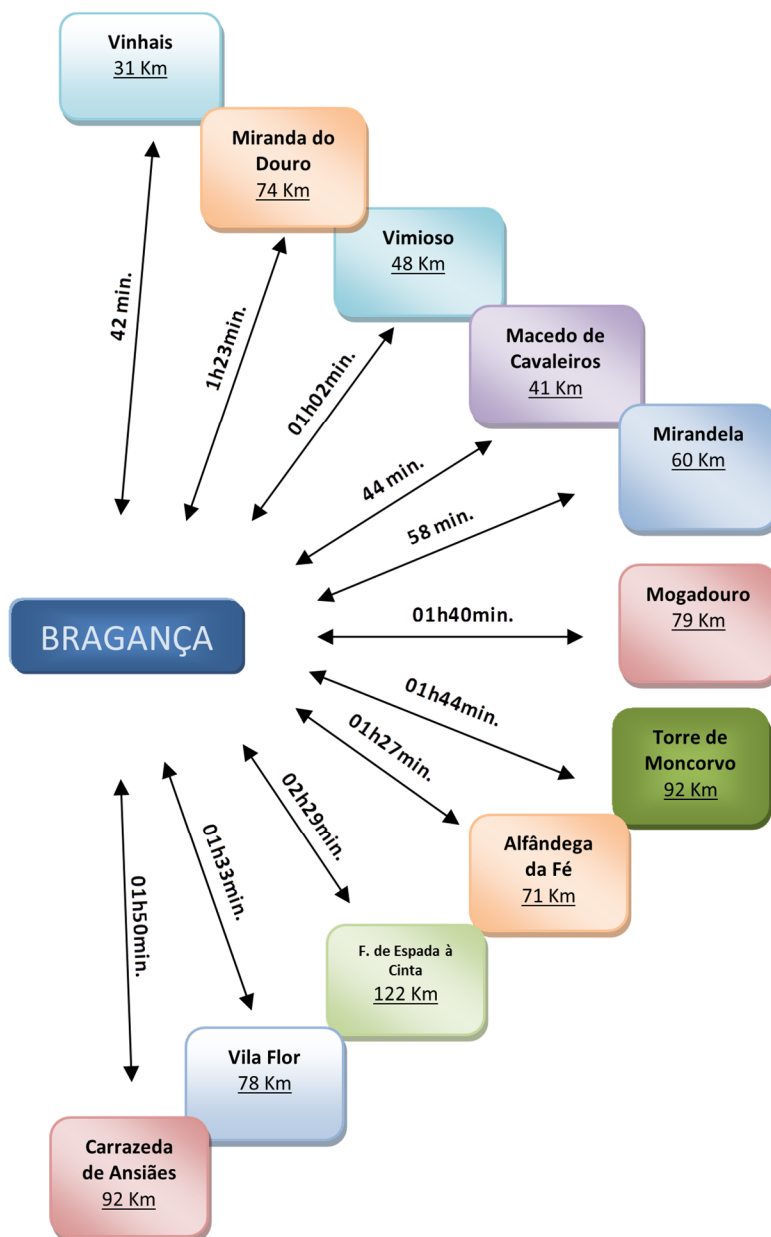 Vinhais
31 Km
Miranda do
Douro
74 Km
Vimioso
48 Km
Macedo de
Cavaleiros
41 Km
Mirandela
60 Km
42 min.
1h23min.
01h02min.
44 min.
58 min.
BRAGANÇA
01h40min.
Mogadouro
79 Km
01h44min.
Torre de
Moncorvo
92 Km
01h27min.
Alfândega
da Fé
71 Km
02h29min.
F. de Espada à
Cinta
122 Km
01h33min.
Vila Flor
78 Km
01h50min.
Carrazeda
de Ansiães
92 Km